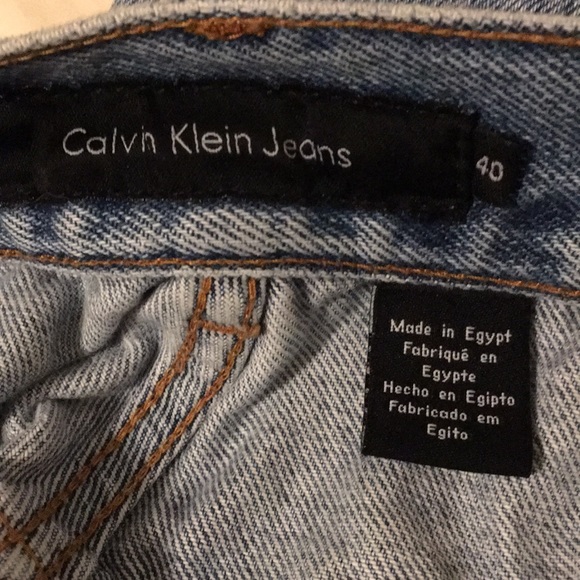 Calvin Klein Jeans
40
Made in Egypt
Fabriqué en
Egypte
Hecho en Egipto
Fabricado em
Egito